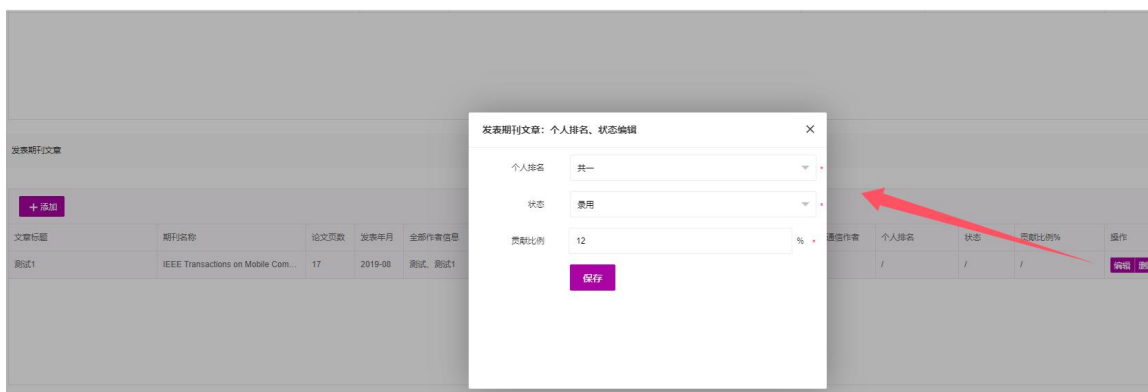 发表期刊文章：个人排名、状态编辑 ×
发表期刊文章
个人排名 共一 *
+ 添加
状态 录用 *
文章标题 期刊名称 论文页数 发表年月 全部作者信息 通信作者 个人排名 状态 贡献比例% 操作
贡献比例 12 % *
测试1 IEEE Transactions on Mobile Com... 17 2019-08 测试、测试1 / / / 编辑
保存